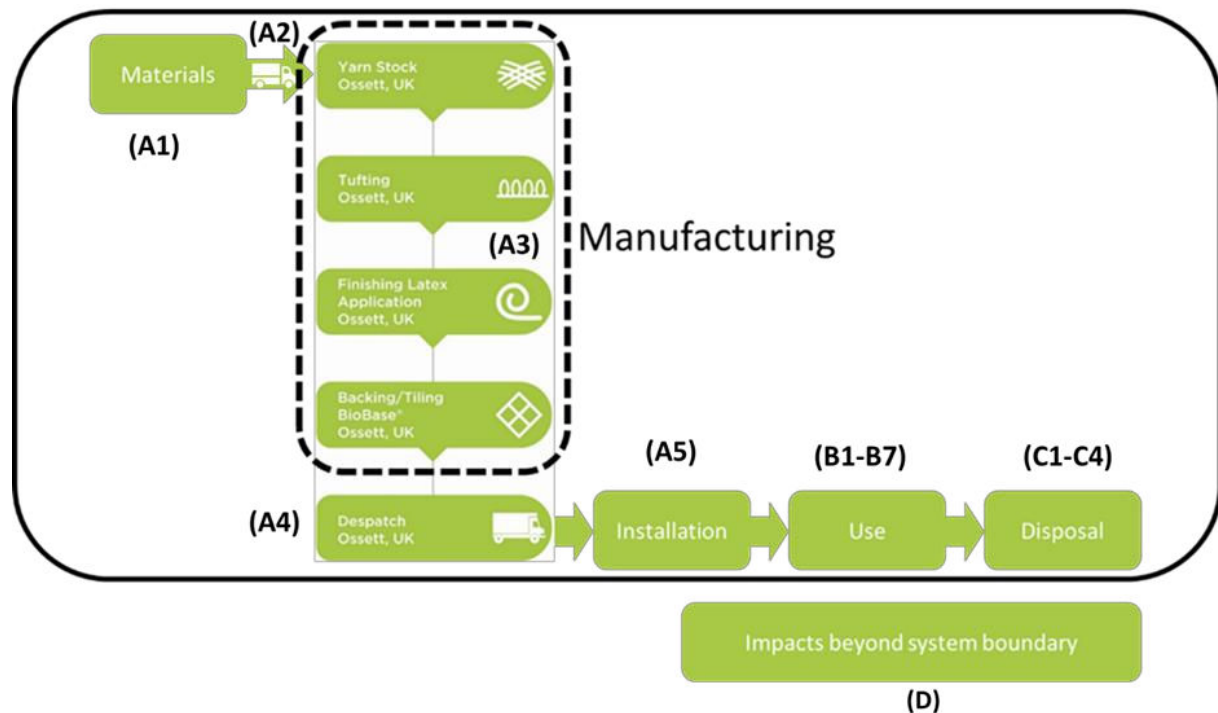 (A2)
Materials
(A1)
Yarn Stock
Ossett, UK
Tufting
Ossett, UK
(A3)
Manufacturing
Finishing Latex
Application
Ossett, UK
Backing/Tiling
BioBase®
Ossett, UK
(A4)
Despatch
Ossett, UK
(A5)
Installation
(B1-B7)
Use
(C1-C4)
Disposal
Impacts beyond system boundary
(D)